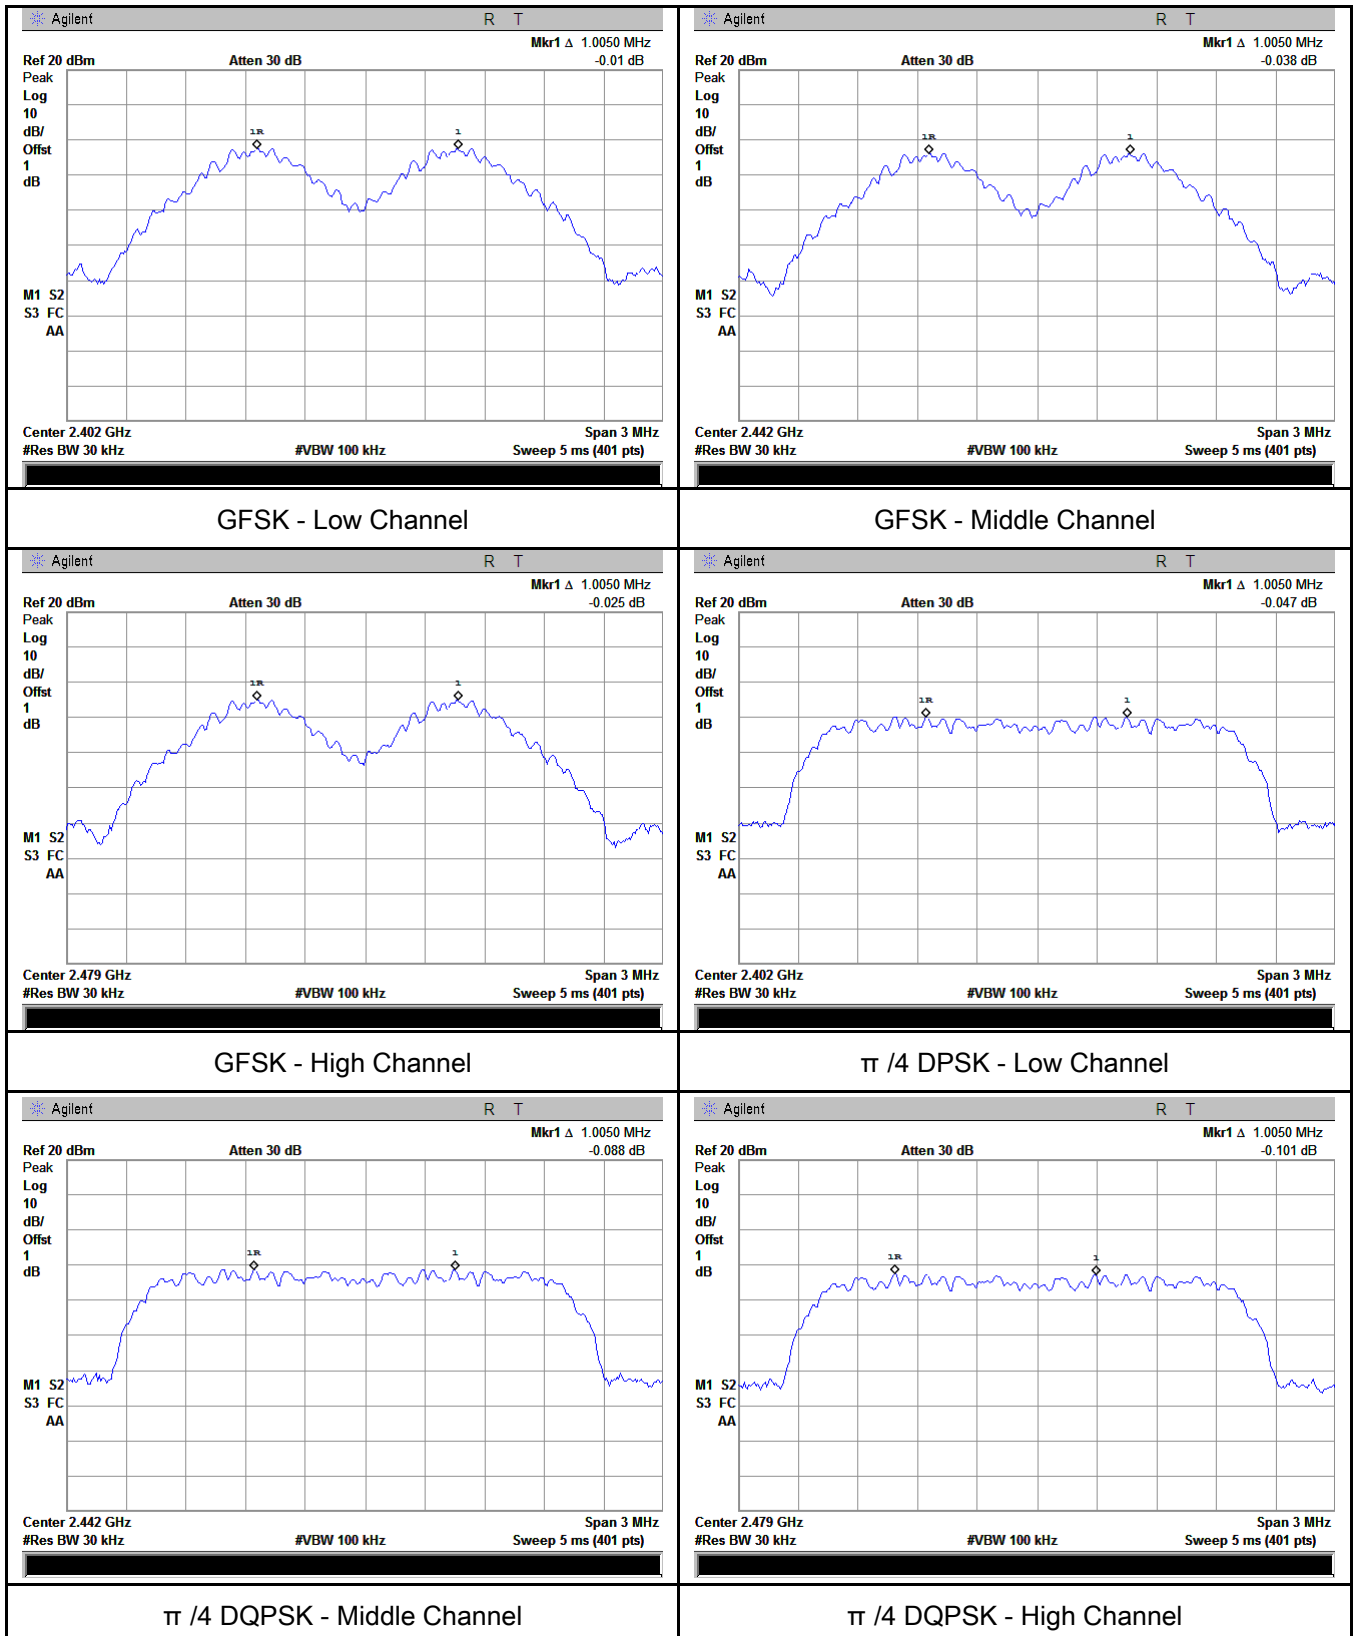 Agilent R T
Mkr1 Δ 1.0050 MHz
Ref 20 dBm Atten 30 dB -0.01 dB
Peak
Log
10
dB/
Offst
1
dB
1R 1
M1 S2
S3 FC
AA
Center 2.402 GHz Span 3 MHz
#Res BW 30 kHz #VBW 100 kHz Sweep 5 ms (401 pts)
GFSK - Low Channel
Agilent R T
Mkr1 Δ 1.0050 MHz
Ref 20 dBm Atten 30 dB -0.038 dB
Peak
Log
10
dB/
Offst
1
dB
1R 1
M1 S2
S3 FC
AA
Center 2.442 GHz Span 3 MHz
#Res BW 30 kHz #VBW 100 kHz Sweep 5 ms (401 pts)
GFSK - Middle Channel
Agilent R T
Mkr1 Δ 1.0050 MHz
Ref 20 dBm Atten 30 dB -0.025 dB
Peak
Log
10
dB/
Offst
1
dB
1R 1
M1 S2
S3 FC
AA
Center 2.479 GHz Span 3 MHz
#Res BW 30 kHz #VBW 100 kHz Sweep 5 ms (401 pts)
GFSK - High Channel
Agilent R T
Mkr1 Δ 1.0050 MHz
Ref 20 dBm Atten 30 dB -0.047 dB
Peak
Log
10
dB/
Offst
1
dB
1R 1
M1 S2
S3 FC
AA
Center 2.402 GHz Span 3 MHz
#Res BW 30 kHz #VBW 100 kHz Sweep 5 ms (401 pts)
π /4 DPSK - Low Channel
Agilent R T
Mkr1 Δ 1.0050 MHz
Ref 20 dBm Atten 30 dB -0.088 dB
Peak
Log
10
dB/
Offst
1
dB
1R 1
M1 S2
S3 FC
AA
Center 2.442 GHz Span 3 MHz
#Res BW 30 kHz #VBW 100 kHz Sweep 5 ms (401 pts)
π /4 DQPSK - Middle Channel
Agilent R T
Mkr1 Δ 1.0050 MHz
Ref 20 dBm Atten 30 dB -0.101 dB
Peak
Log
10
dB/
Offst
1
dB
1R 1
M1 S2
S3 FC
AA
Center 2.479 GHz Span 3 MHz
#Res BW 30 kHz #VBW 100 kHz Sweep 5 ms (401 pts)
π /4 DQPSK - High Channel